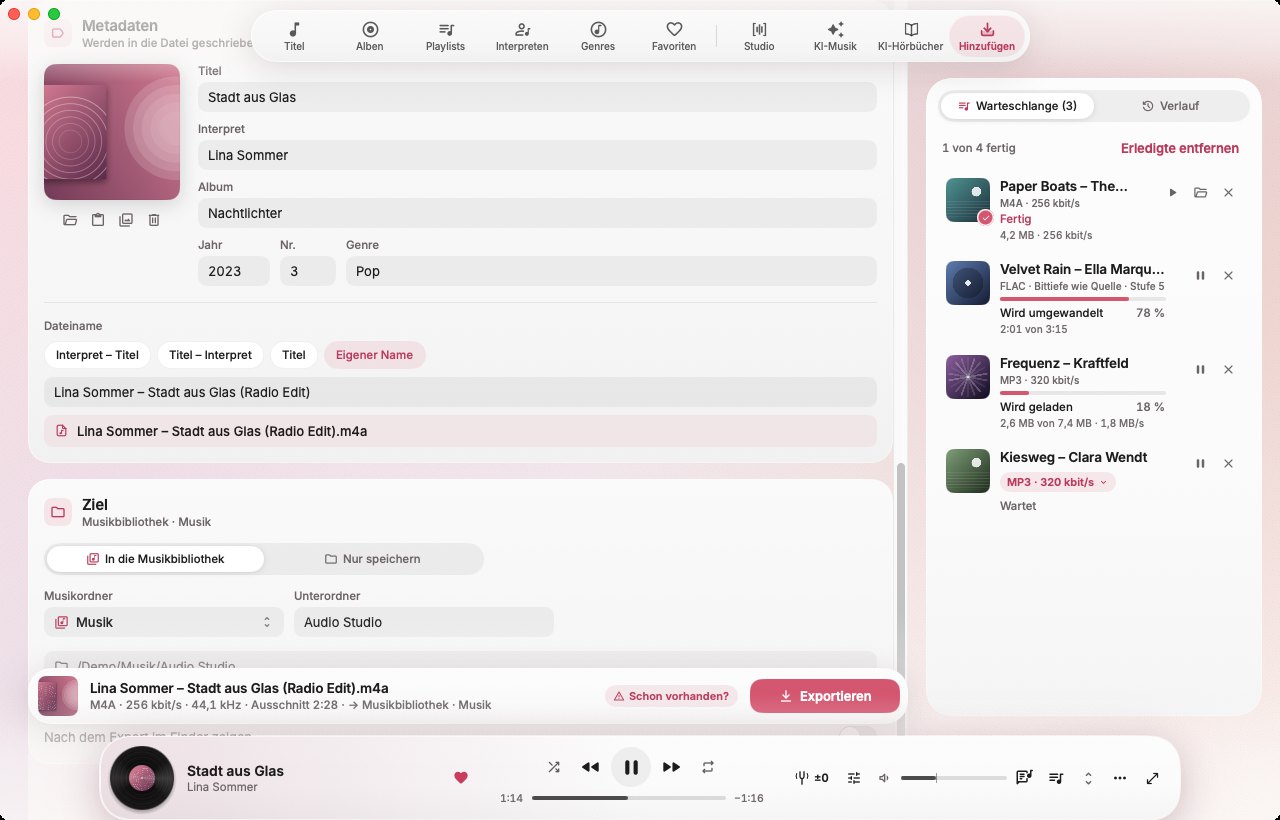 Titel
Alben
Playlists
Interpreten
Genres
Favoriten
Studio
KI-Musik
KI-Hörbücher
Hinzufügen
Metadaten
Werden in die Datei geschriebe
Titel
Stadt aus Glas
Interpret
Lina Sommer
Album
Nachtlichter
Jahr Nr. Genre
2023 3 Pop
Dateiname
Interpret – Titel
Titel – Interpret
Titel
Eigener Name
Lina Sommer – Stadt aus Glas (Radio Edit)
Lina Sommer – Stadt aus Glas (Radio Edit).m4a
Ziel
Musikbibliothek · Musik
In die Musikbibliothek
Nur speichern
Musikordner Unterordner
Musik Audio Studio
/Demo/Musik/Audio Studio
Lina Sommer – Stadt aus Glas (Radio Edit).m4a
M4A · 256 kbit/s · 44,1 kHz · Ausschnitt 2:28 · → Musikbibliothek · Musik
Schon vorhanden?
Exportieren
Nach dem Export im Finder zeigen
Warteschlange (3)
Verlauf
1 von 4 fertig
Erledigte entfernen
Paper Boats – The…
M4A · 256 kbit/s
Fertig
4,2 MB · 256 kbit/s
Velvet Rain – Ella Marqu…
FLAC · Bittiefe wie Quelle · Stufe 5
Wird umgewandelt 78 %
2:01 von 3:15
Frequenz – Kraftfeld
MP3 · 320 kbit/s
Wird geladen 18 %
2,6 MB von 7,4 MB · 1,8 MB/s
Kiesweg – Clara Wendt
MP3 · 320 kbit/s
Wartet
Stadt aus Glas
Lina Sommer
1:14
−1:16
±0